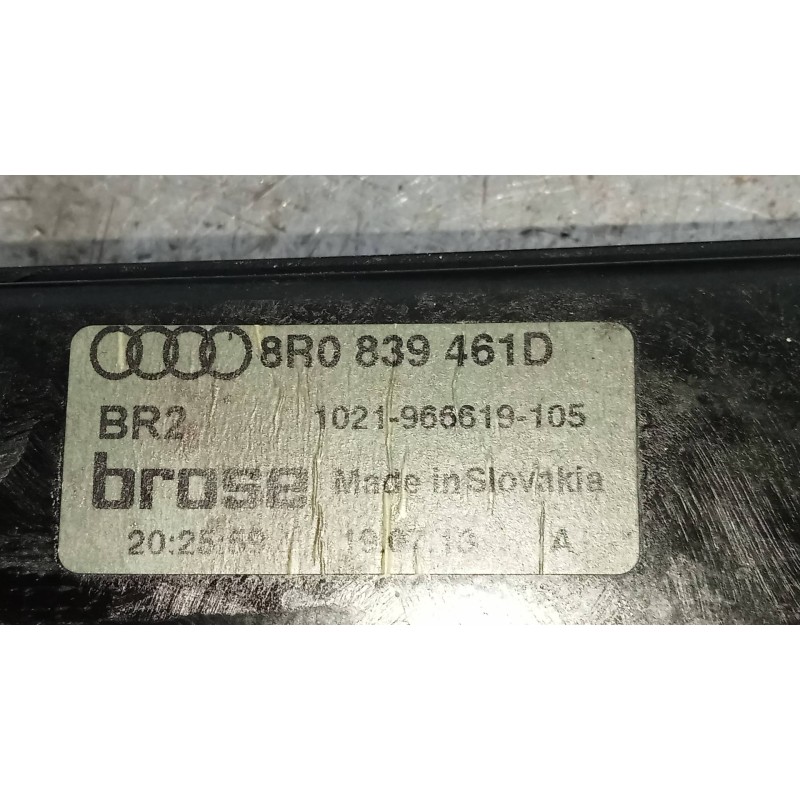 8R0 839 461D
BR2 1021-966619-105
brose Made in Slovakia
20:25:59 19.07.13 A